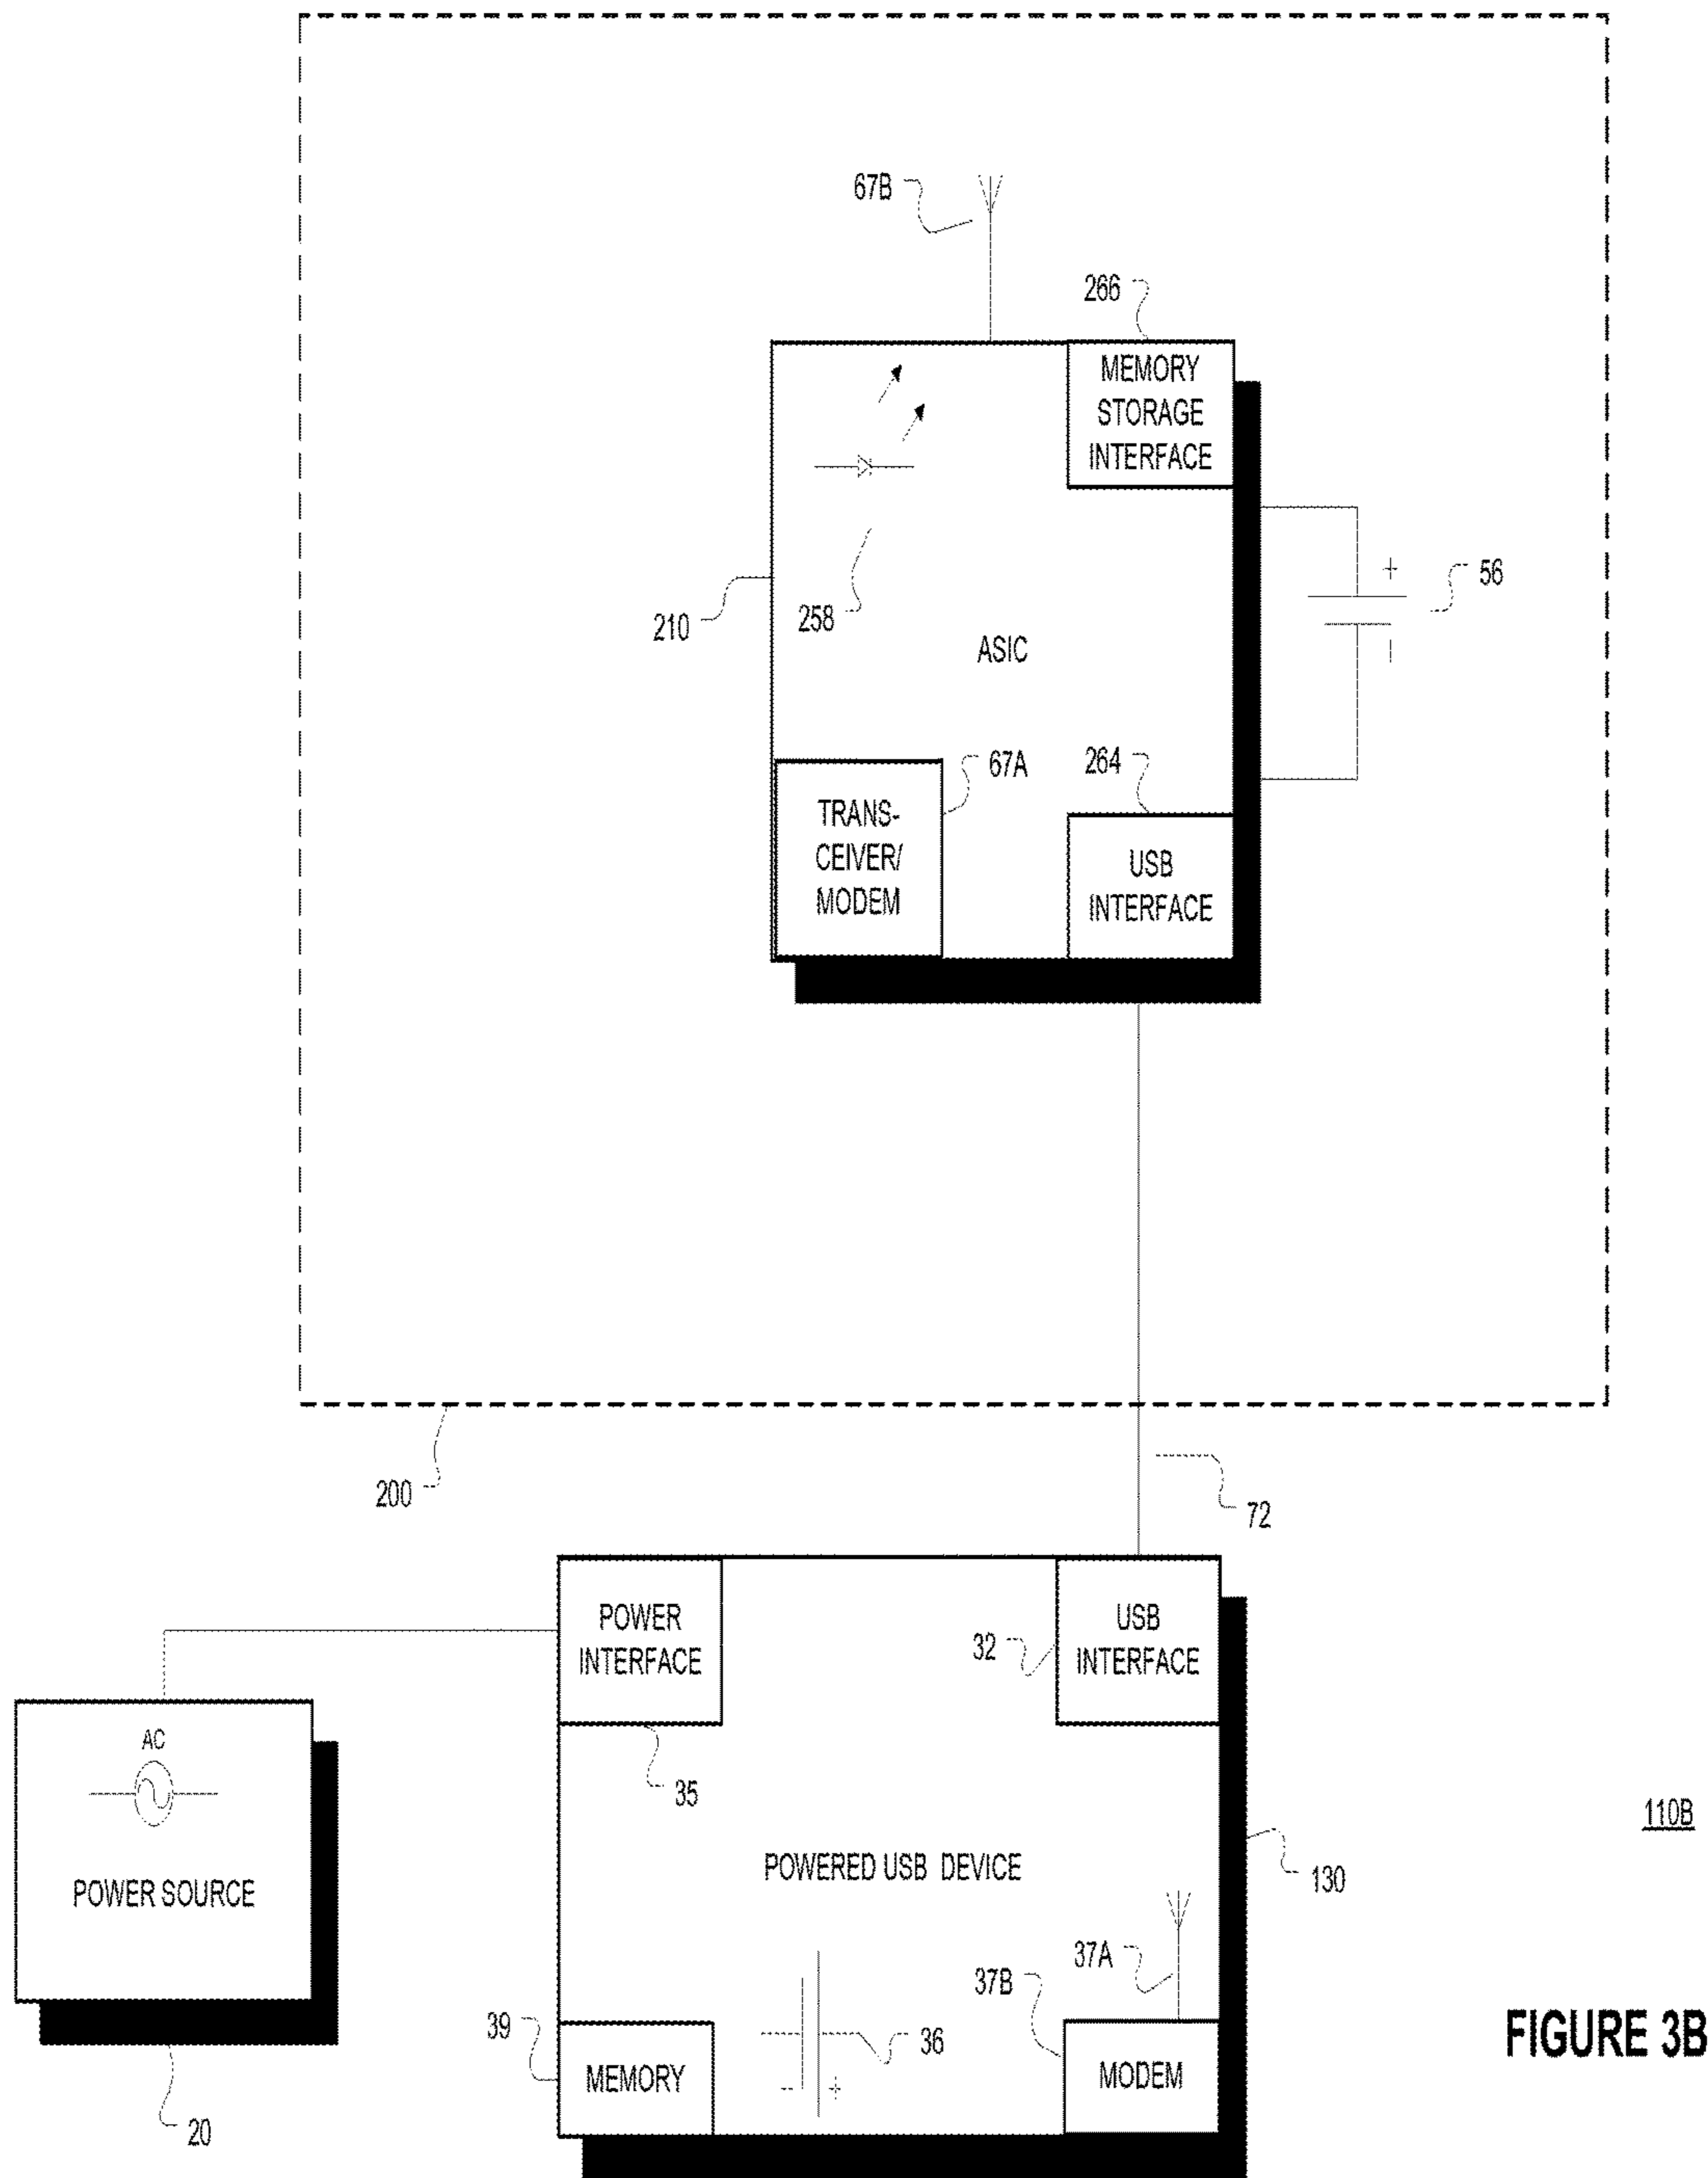 67B
266
MEMORY
STORAGE
INTERFACE
+
56
−
210
258
ASIC
67A
264
TRANS-
CEIVER/
MODEM
USB
INTERFACE
200
72
POWER
INTERFACE
32
USB
INTERFACE
AC
35
POWER SOURCE
POWERED USB DEVICE
110B
130
37A
37B
39
36
MEMORY
- +
MODEM
20
FIGURE 3B